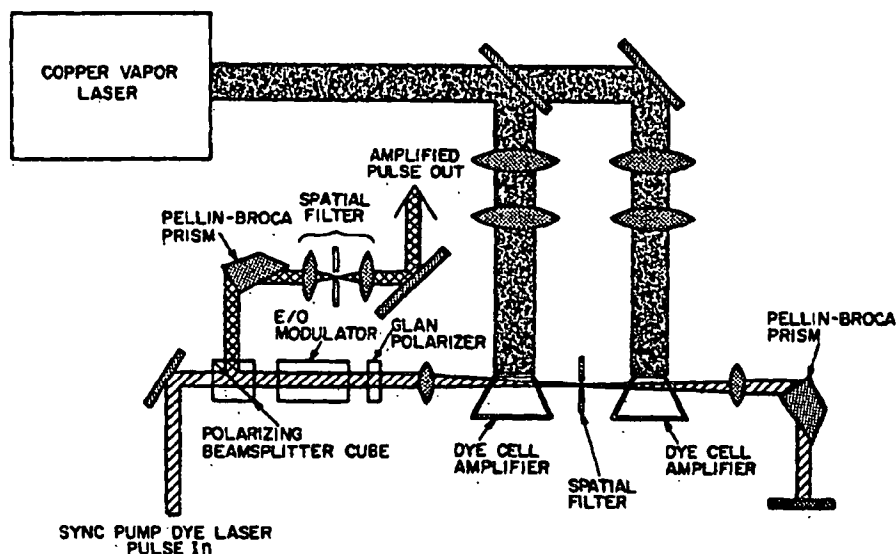 COPPER VAPOR
LASER
AMPLIFIED
PULSE OUT
SPATIAL
FILTER
PELLIN-BROCA
PRISM
E/O
MODULATOR
GLAN
POLARIZER
PELLIN-BROCA
PRISM
POLARIZING
BEAMSPLITTER CUBE
DYE CELL
AMPLIFIER
SPATIAL
FILTER
DYE CELL
AMPLIFIER
SYNC PUMP DYE LASER
PULSE In